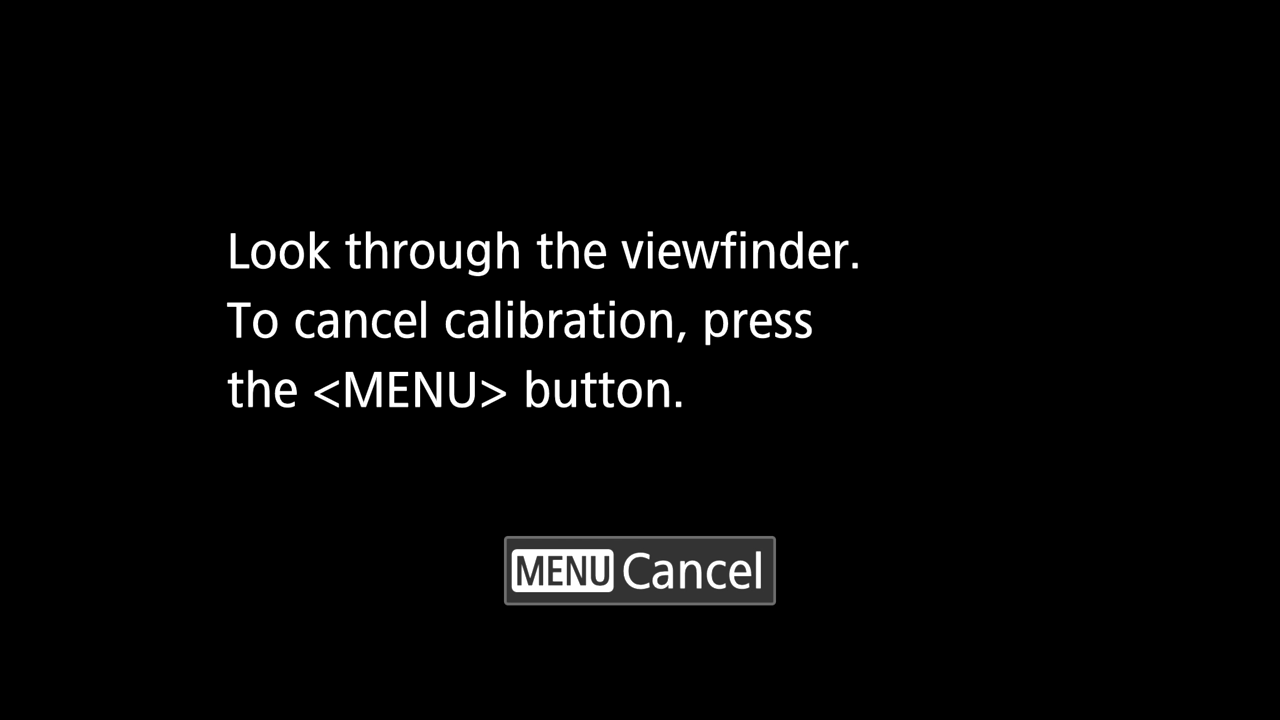 Look through the viewfinder.
To cancel calibration, press
the <MENU> button.
MENU Cancel